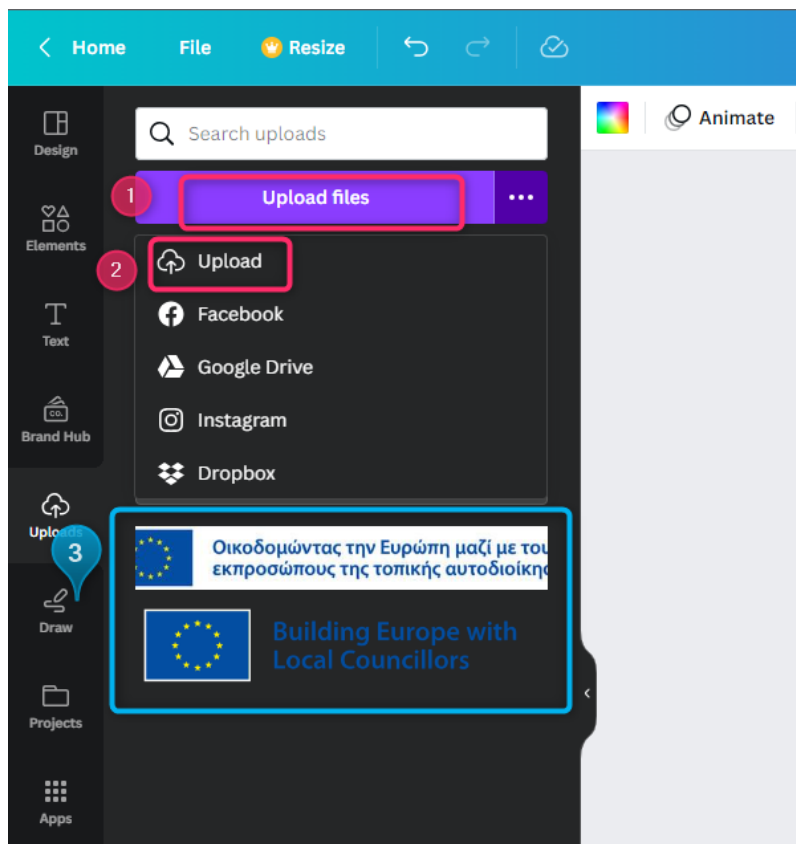 Home File Resize
Design
Elements
Text
CO.
Brand Hub
Uploads
Draw
Projects
Apps
Search uploads
1 Upload files
2 Upload
Facebook
Google Drive
Instagram
Dropbox
3
Οικοδομώντας την Ευρώπη μαζί με
εκπροσώπους της τοπικής
Building Europe with
Local Councillors
Animate